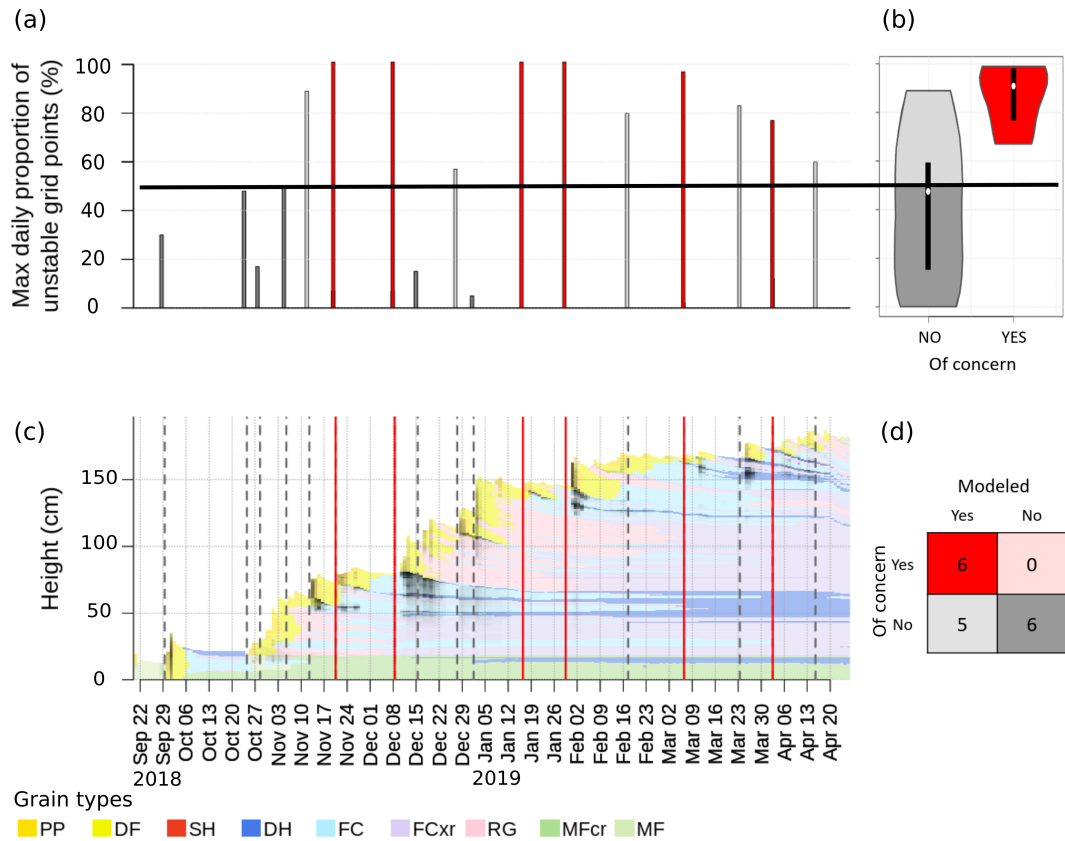 (a)
(b)
Max daily proportion of
unstable grid points (%)
100
80
60
40
20
0
NO YES
Of concern
(c)
(d)
Height (cm)
150
100
50
0
Modeled
Yes No
Of concern
Yes 6 0
No 5 6
Sep 22
Sep 29
Oct 06
Oct 13
Oct 20
Oct 27
Nov 03
Nov 10
Nov 17
Nov 24
Dec 01
Dec 08
Dec 15
Dec 22
Dec 29
Jan 05
Jan 12
Jan 19
Jan 26
Feb 02
Feb 09
Feb 16
Feb 23
Mar 02
Mar 09
Mar 16
Mar 23
Mar 30
Apr 06
Apr 13
Apr 20
2018 2019
Grain types
PP DF SH DH FC FCxr RG MFcr MF